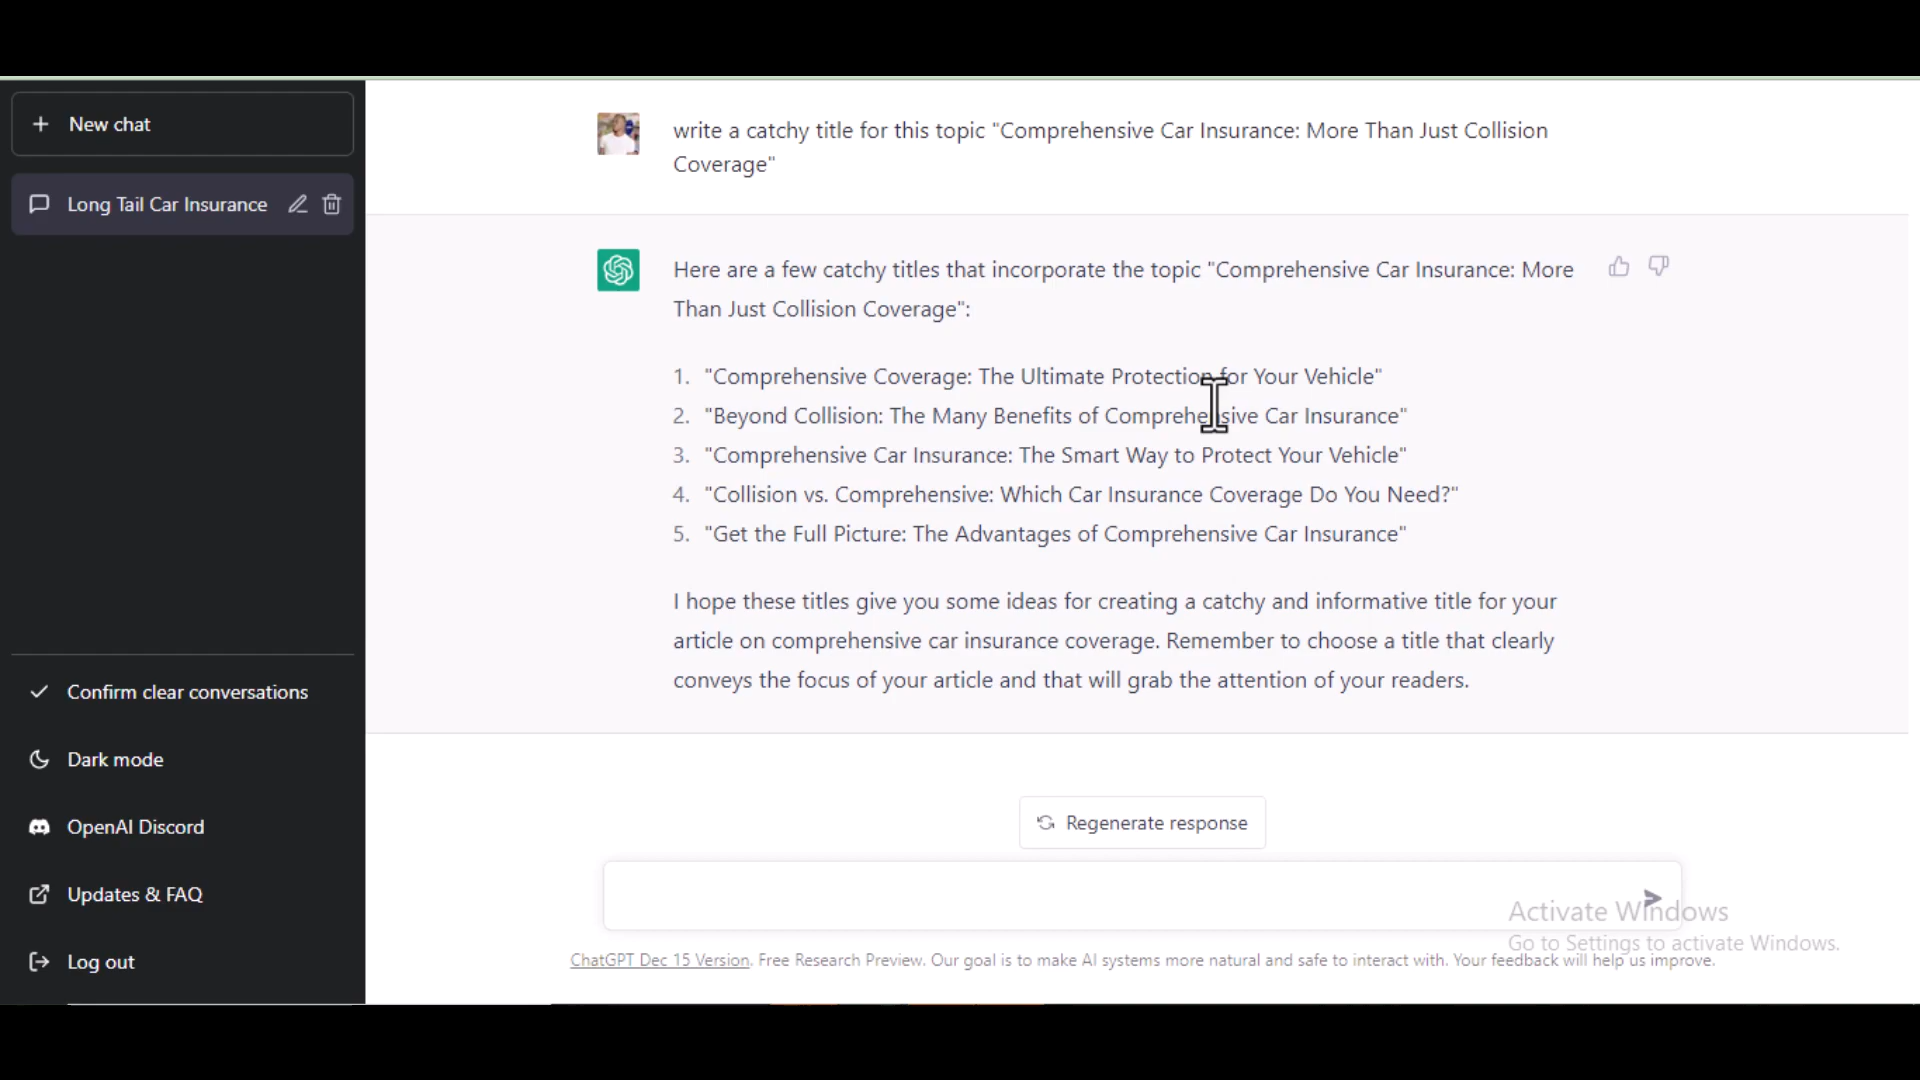 New chat
Long Tail Car Insurance
Confirm clear conversations
Dark mode
OpenAI Discord
Updates & FAQ
Log out
write a catchy title for this topic "Comprehensive Car Insurance: More Than Just Collision
Coverage"
Here are a few catchy titles that incorporate the topic "Comprehensive Car Insurance: More
Than Just Collision Coverage":
1. "Comprehensive Coverage: The Ultimate Protection for Your Vehicle"
2. "Beyond Collision: The Many Benefits of Comprehensive Car Insurance"
3. "Comprehensive Car Insurance: The Smart Way to Protect Your Vehicle"
4. "Collision vs. Comprehensive: Which Car Insurance Coverage Do You Need?"
5. "Get the Full Picture: The Advantages of Comprehensive Car Insurance"
I hope these titles give you some ideas for creating a catchy and informative title for your
article on comprehensive car insurance coverage. Remember to choose a title that clearly
conveys the focus of your article and that will grab the attention of your readers.
Regenerate response
Activate Windows
Go to Settings to activate Windows.
ChatGPT Dec 15 Version. Free Research Preview. Our goal is to make AI systems more natural and safe to interact with. Your feedback will help us improve.